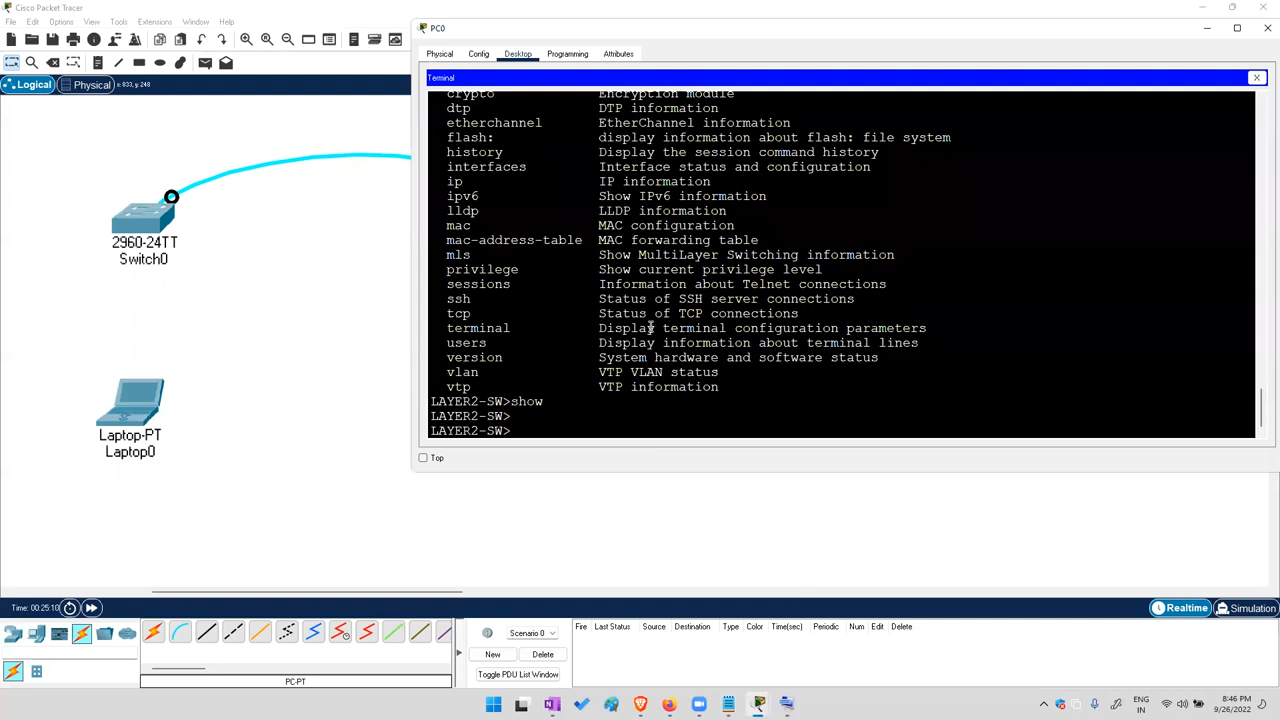 Cisco Packet Tracer
File Edit Options View Tools Extensions Window Help
Logical Physical x: 833, y: 248
PC0
Physical Config Desktop Programming Attributes
Terminal X
crypto Encryption module
dtp DTP information
etherchannel EtherChannel information
flash: display information about flash: file system
history Display the session command history
interfaces Interface status and configuration
ip IP information
ipv6 Show IPv6 information
lldp LLDP information
mac MAC configuration
mac-address-table MAC forwarding table
mls Show MultiLayer Switching information
privilege Show current privilege level
sessions Information about Telnet connections
ssh Status of SSH server connections
tcp Status of TCP connections
terminal Display terminal configuration parameters
users Display information about terminal lines
version System hardware and software status
vlan VTP VLAN status
vtp VTP information
LAYER2-SW>show
LAYER2-SW>
LAYER2-SW>
Top
2960-24TT
Switch0
Laptop-PT
Laptop0
Time: 00:25:10
Realtime Simulation
Scenario 0
New Delete
Toggle PDU List Window
Fire Last Status Source Destination Type Color Time(sec) Periodic Num Edit Delete
PC-PT
ENG
IN
8:46 PM
9/26/2022